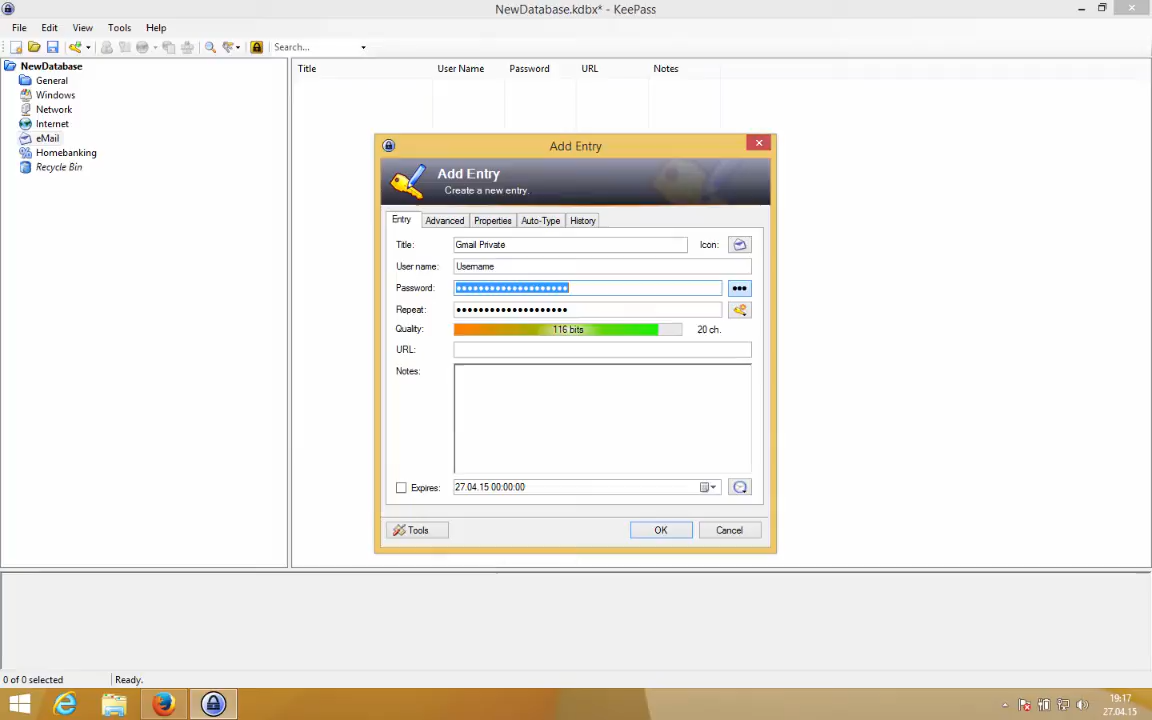 NewDatabase.kdbx* - KeePass
File Edit View Tools Help
Search...
NewDatabase
General
Windows
Network
Internet
eMail
Homebanking
Recycle Bin
Title User Name Password URL Notes
Add Entry
Add Entry
Create a new entry.
Entry Advanced Properties Auto-Type History
Title: Gmail Private Icon:
User name: Username
Password: ••••••••••••••••••••
Repeat: ••••••••••••••••••••
Quality: 116 bits 20 ch.
URL:
Notes:
Expires: 27.04.15 00:00:00
Tools OK Cancel
0 of 0 selected Ready.
19:17
27.04.15